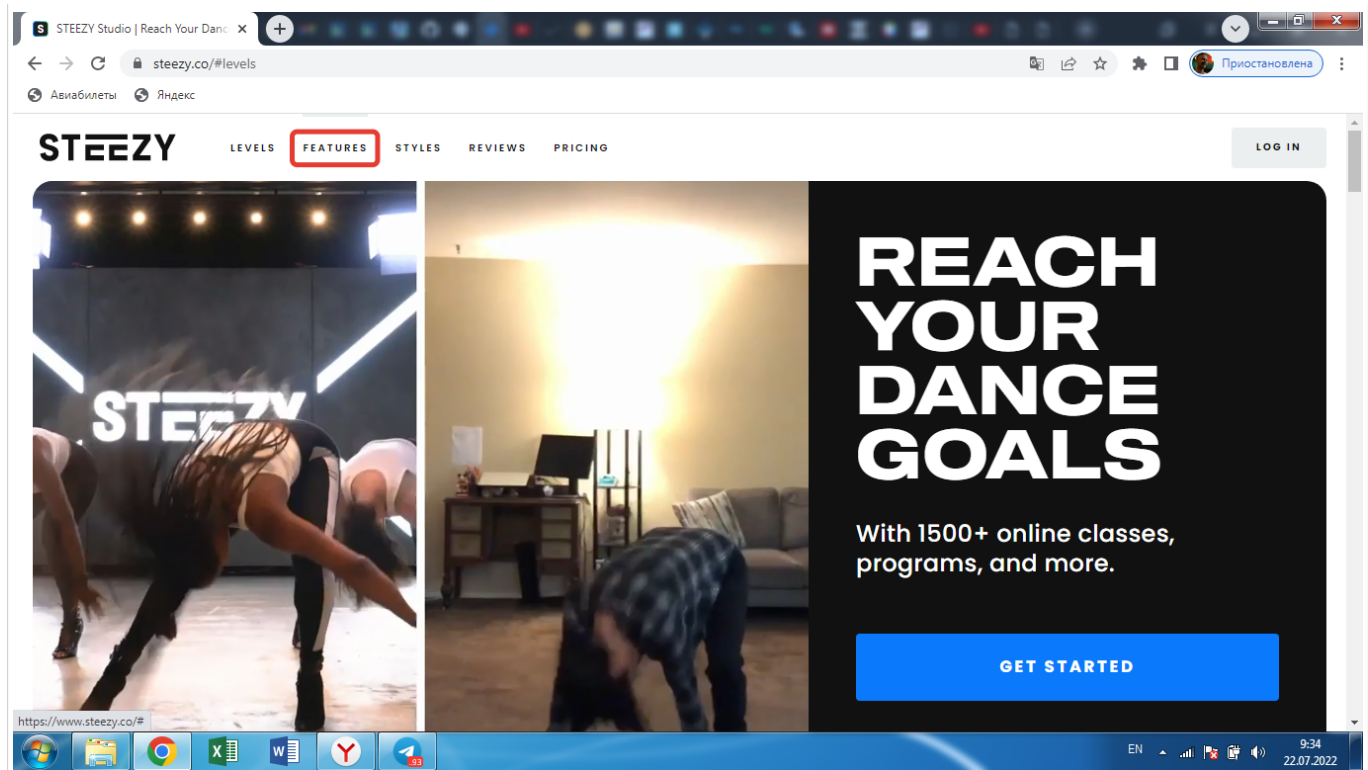 STEEZY Studio | Reach Your Danc
steezy.co/#levels
Приостановлена
Авиабилеты
Яндекс
STEEZY
LEVELS
FEATURES
STYLES
REVIEWS
PRICING
LOG IN
STEEZY
REACH
YOUR
DANCE
GOALS
With 1500+ online classes,
programs, and more.
GET STARTED
https://www.steezy.co/#
93
EN
9:34
22.07.2022